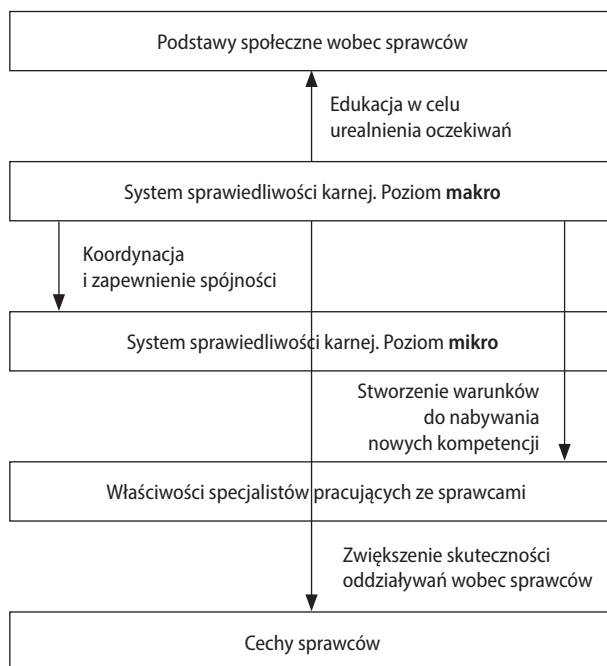 Podstawy społeczne wobec sprawców
Edukacja w celu
urealnienia oczekiwań
System sprawiedliwości karnej. Poziom makro
Koordynacja
i zapewnienie spójności
System sprawiedliwości karnej. Poziom mikro
Stworzenie warunków
do nabywania
nowych kompetencji
Właściwości specjalistów pracujących ze sprawcami
Zwiększenie skuteczności
oddziaływań wobec sprawców
Cechy sprawców